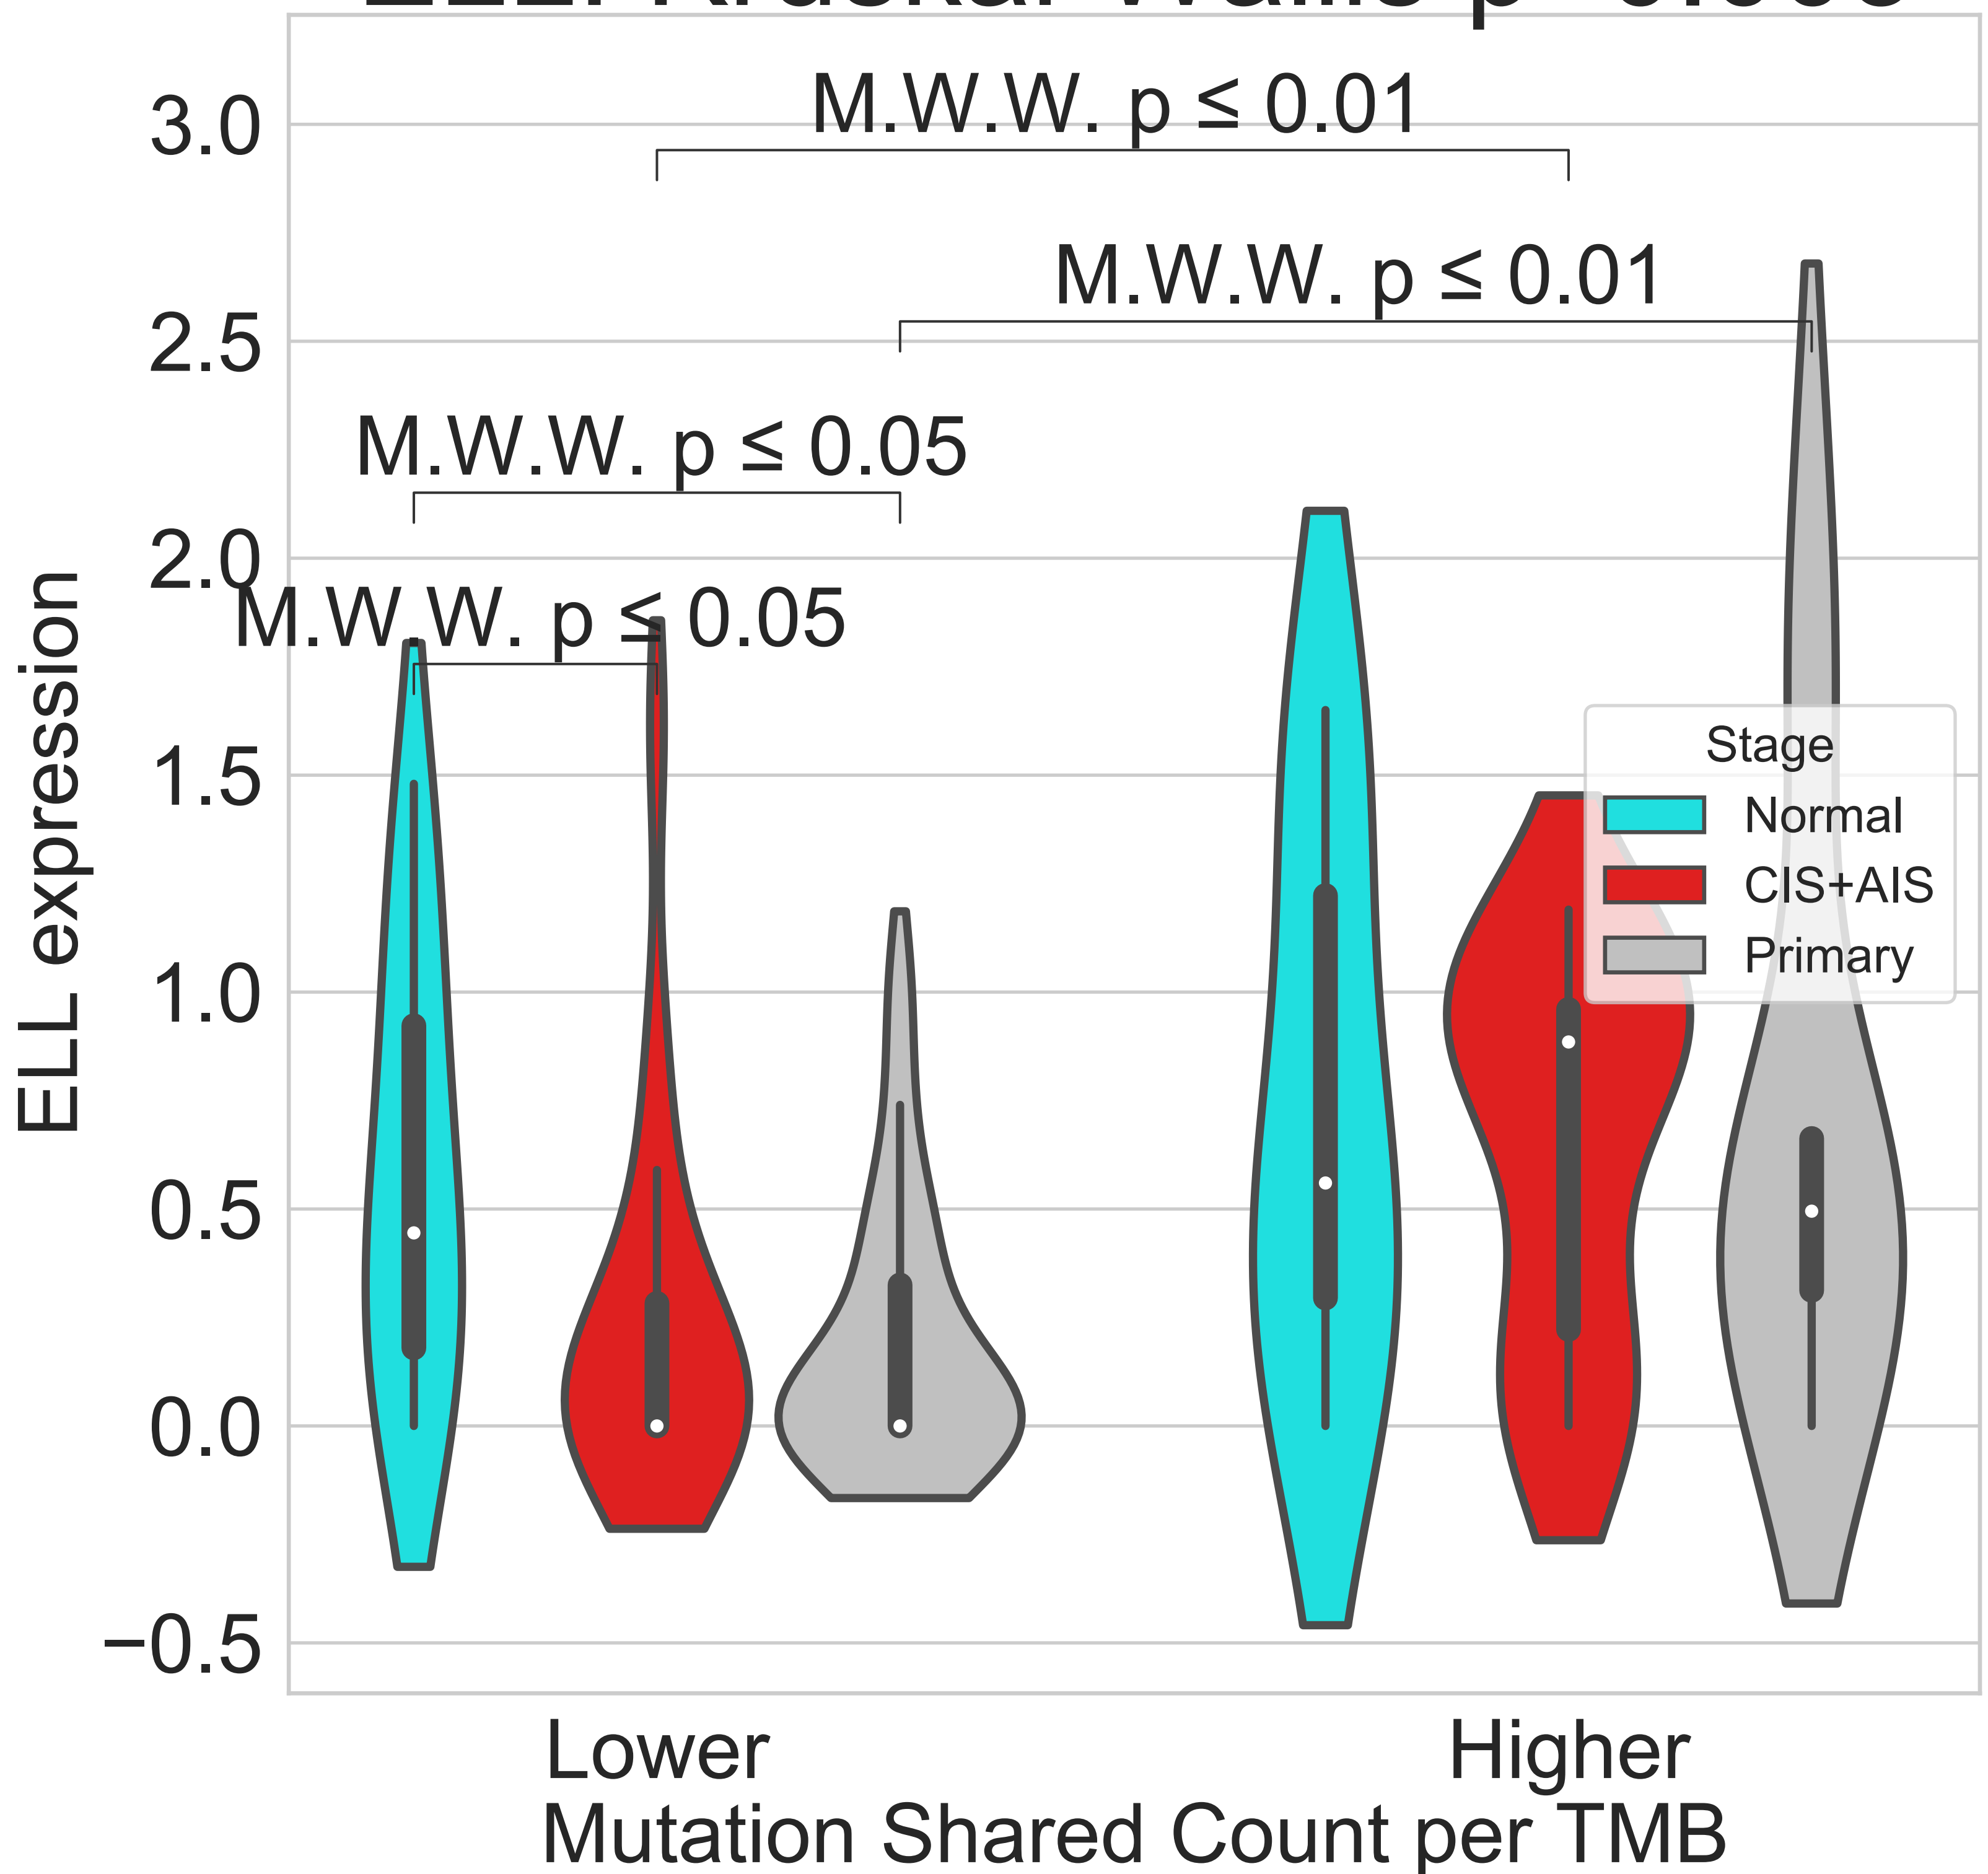 M.W.W. p ≤ 0.01
3.0
M.W.W. p ≤ 0.01
2.5
M.W.W. p ≤ 0.05
2.0
M.W.W. p ≤ 0.05
1.5
1.0
0.5
0.0
−0.5
ELL expression
Stage
Normal
CIS+AIS
Primary
Lower
Higher
Mutation Shared Count per TMB